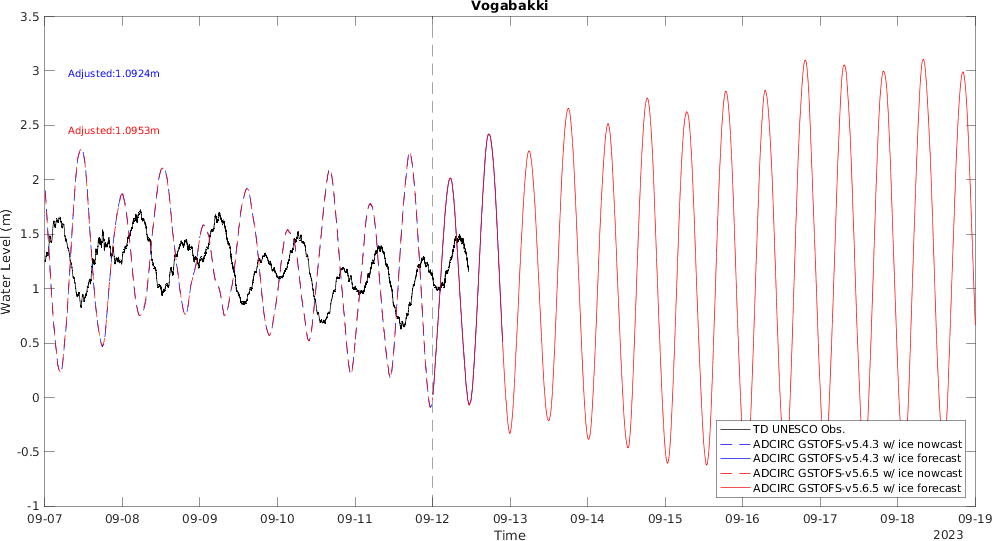 Vogabakki
3.5
3
2.5
2
1.5
1
0.5
0
-0.5
-1
Water Level (m)
Adjusted:1.0924m
Adjusted:1.0953m
TD UNESCO Obs.
ADCIRC GSTOFS-v5.4.3 w/ ice nowcast
ADCIRC GSTOFS-v5.4.3 w/ ice forecast
ADCIRC GSTOFS-v5.6.5 w/ ice nowcast
ADCIRC GSTOFS-v5.6.5 w/ ice forecast
09-07 09-08 09-09 09-10 09-11 09-12 09-13 09-14 09-15 09-16 09-17 09-18 09-19
Time
2023